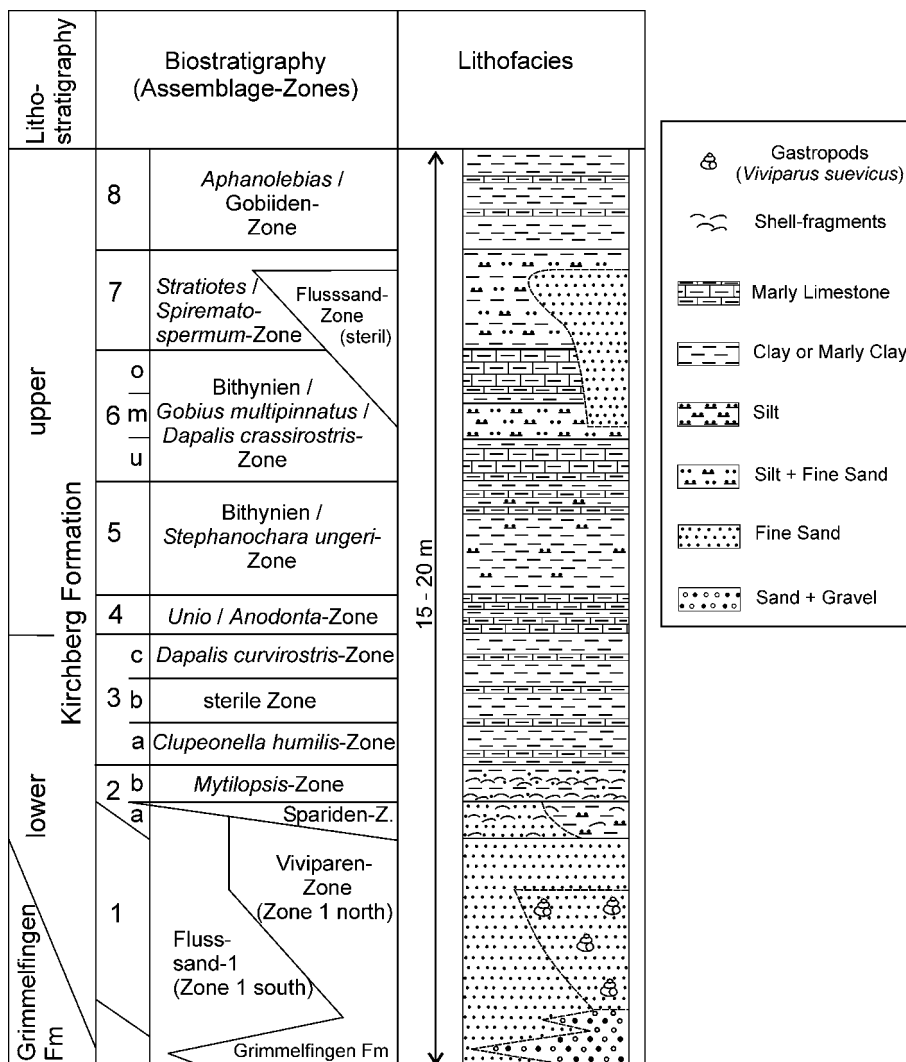 Litho-
stratigraphy
Biostratigraphy
(Assemblage-Zones)
Lithofacies
upper
lower
Kirchberg Formation
Grimmelfingen
Fm
8
Aphanolebias /
Gobiiden-
Zone
7
Stratiotes /
Spiremato-
spermum-Zone
Flusssand-
Zone
(steril)
6
o
m
u
Bithynien /
Gobius multipinnatus /
Dapalis crassirostris-
Zone
5
Bithynien /
Stephanochara ungeri-
Zone
4
Unio / Anodonta-Zone
3
c
Dapalis curvirostris-Zone
b
sterile Zone
a
Clupeonella humilis-Zone
2
b
Mytilopsis-Zone
a
Spariden-Z.
1
Viviparen-
Zone
(Zone 1 north)
Fluss-
sand-1
(Zone 1 south)
Grimmelfingen Fm
15 - 20 m
Gastropods
(Viviparus suevicus)
Shell-fragments
Marly Limestone
Clay or Marly Clay
Silt
Silt + Fine Sand
Fine Sand
Sand + Gravel